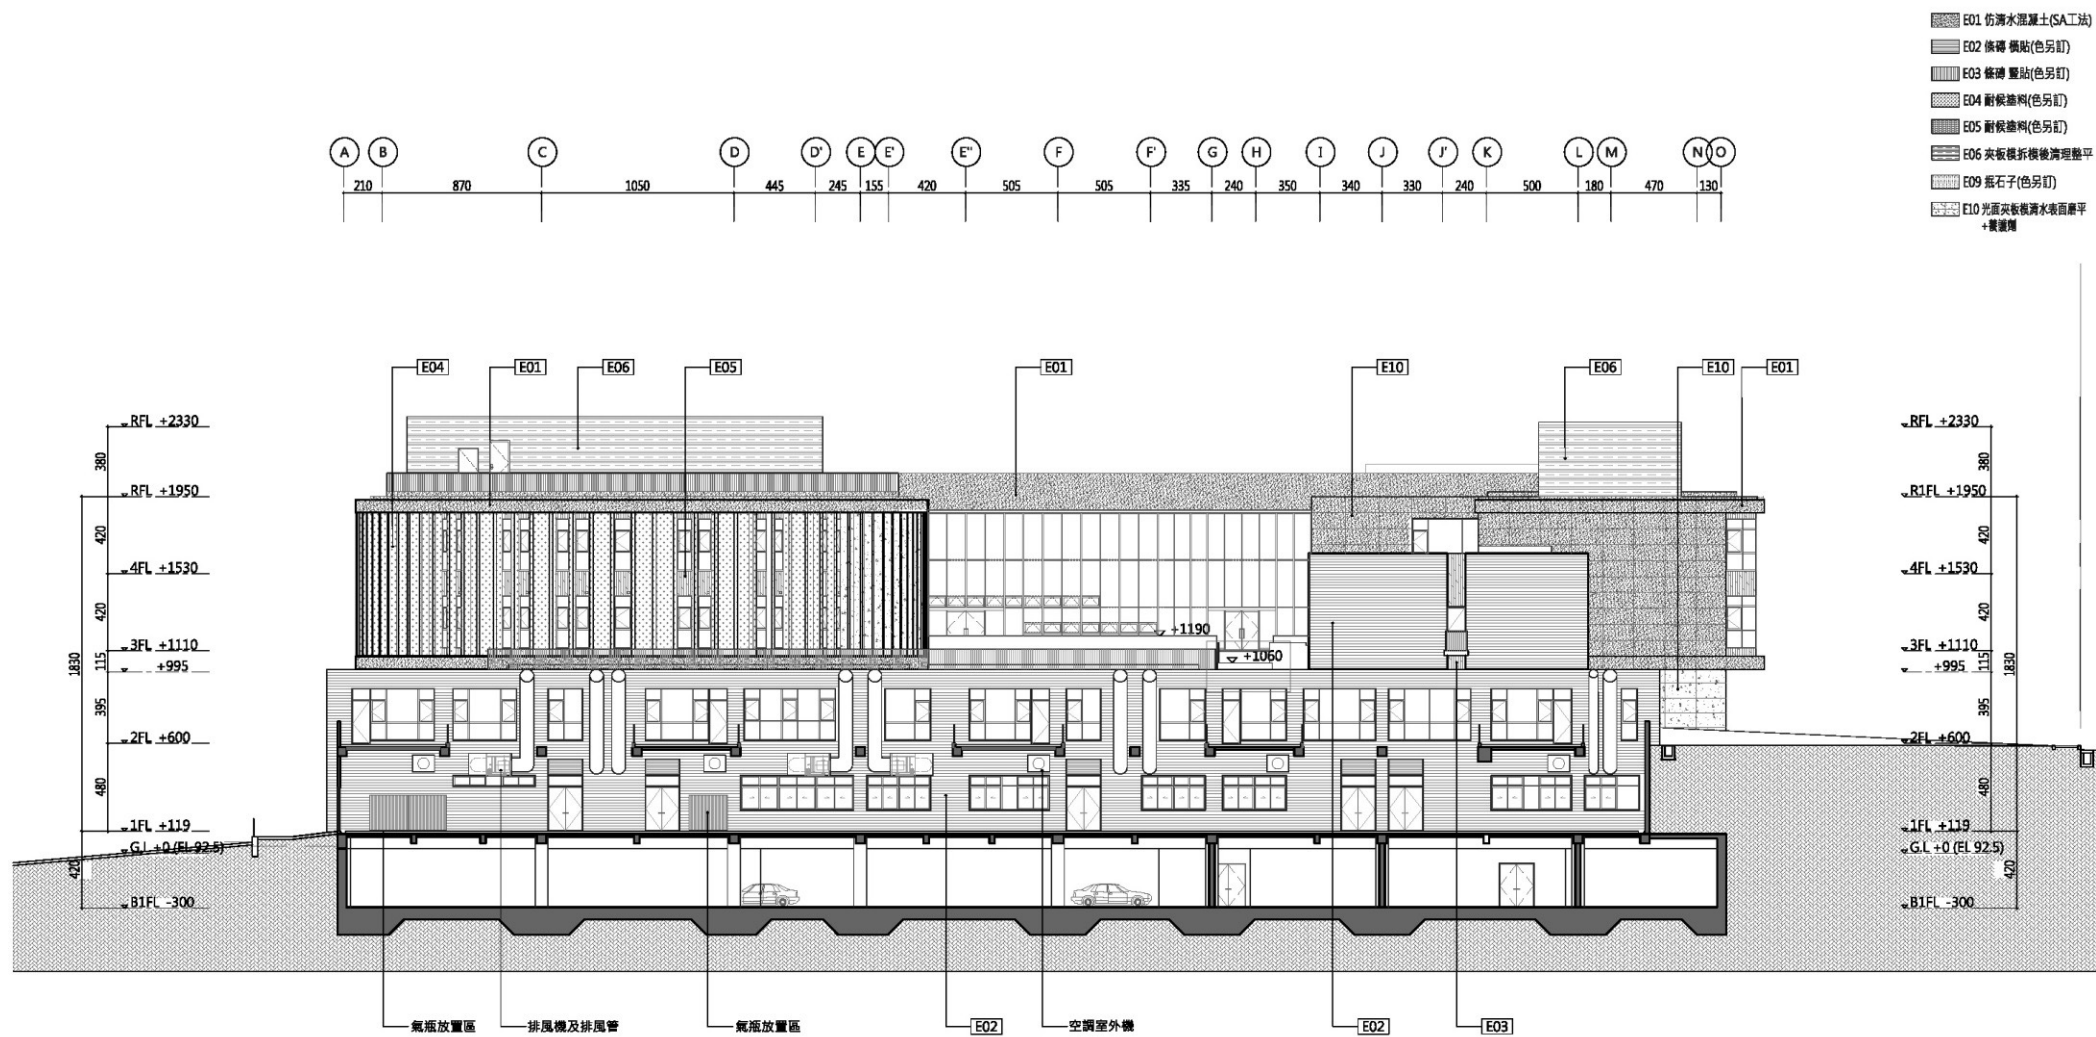 E01 仿清水混凝土(SA工法)
E02 條磚 橫貼(色另訂)
E03 條磚 豎貼(色另訂)
E04 耐候塗料(色另訂)
E05 耐候塗料(色另訂)
E06 夾板模拆模後清理整平
E09 抿石子(色另訂)
E10 光面夾板模清水表面磨平
+養護劑
A B C D D' E E' E" F F' G H I J J' K L M N O
210 870 1050 445 245 155 420 505 505 335 240 350 340 330 240 500 180 470 130
E04 E01 E06 E05 E01 E10 E06 E10 E01
RFL +2330 RFL +2330
380 380
RFL +1950 R1FL +1950
420 420
4FL +1530 4FL +1530
420 420
+1190
3FL +1110 3FL +1110
+1060
115 +995 +995 115
1830 1830
395 395
2FL +600 2FL +600
480 480
1FL +119 1FL +119
G.L +0 (EL 92.5) G.L +0 (EL 92.5)
420 420
B1FL -300 B1FL -300
氣瓶放置區 排風機及排風管 氣瓶放置區 E02 空調室外機 E02 E03